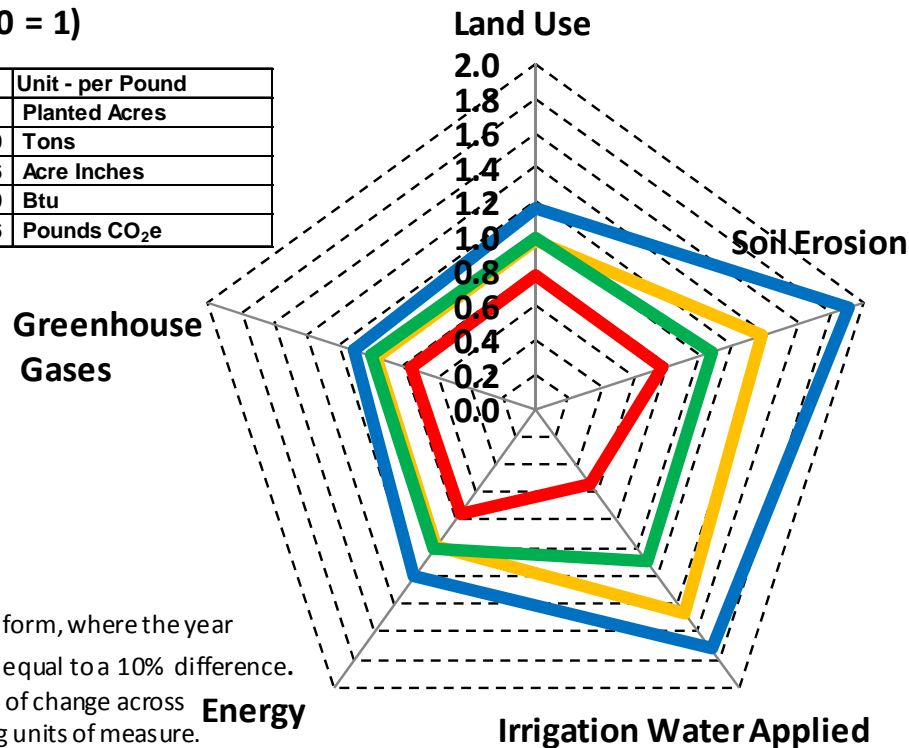 0 = 1)
Unit - per Pound
Planted Acres
Tons
Acre Inches
Btu
Pounds CO₂e
Land Use
2.0
1.8
1.6
1.4
1.2
1.0
0.8
0.6
0.4
0.2
0.0
Soil Erosion
Greenhouse
Gases
form, where the year
equal to a 10% difference.
of change across
g units of measure.
Energy
Irrigation Water Applied